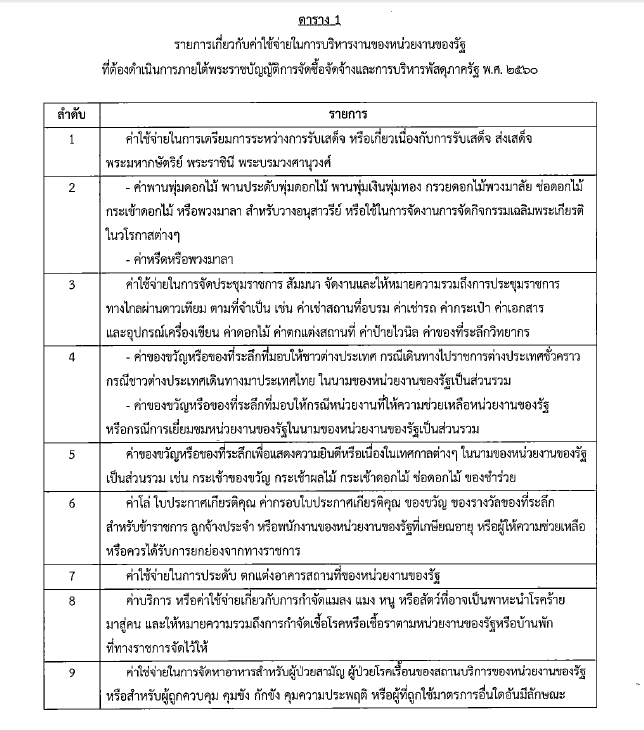 ตาราง 1
รายการเกี่ยวกับค่าใช้จ่ายในการบริหารงานของหน่วยงานของรัฐ
ที่ต้องดำเนินการภายใต้พระราชบัญญัติการจัดซื้อจัดจ้างและการบริหารพัสดุภาครัฐ พ.ศ. ๒๕๖๐
ลำดับ รายการ
1 ค่าใช้จ่ายในการเตรียมการระหว่างการรับเสด็จ หรือเกี่ยวเนื่องกับการรับเสด็จ ส่งเสด็จ
พระมหากษัตริย์ พระราชินี พระบรมวงศานุวงศ์
2 - ค่าพานพุ่มดอกไม้ พานประดับพุ่มดอกไม้ พานพุ่มเงินพุ่มทอง กรวยดอกไม้พวงมาลัย ช่อดอกไม้
กระเช้าดอกไม้ หรือพวงมาลา สำหรับวางอนุสาวรีย์ หรือใช้ในการจัดงานการจัดกิจกรรมเฉลิมพระเกียรติ
ในวโรกาสต่างๆ
- ค่าหรีดหรือพวงมาลา
3 ค่าใช้จ่ายในการจัดประชุมราชการ สัมมนา จัดงานและให้หมายความรวมถึงการประชุมราชการ
ทางไกลผ่านดาวเทียม ตามที่จำเป็น เช่น ค่าเช่าสถานที่อบรม ค่าเช่ารถ ค่ากระเป๋า ค่าเอกสาร
และอุปกรณ์เครื่องเขียน ค่าดอกไม้ ค่าตกแต่งสถานที่ ค่าป้ายไวนิล ค่าของที่ระลึกวิทยากร
4 - ค่าของขวัญหรือของที่ระลึกที่มอบให้ชาวต่างประเทศ กรณีเดินทางไปราชการต่างประเทศชั่วคราว
กรณีชาวต่างประเทศเดินทางมาประเทศไทย ในนามของหน่วยงานของรัฐเป็นส่วนรวม
- ค่าของขวัญหรือของที่ระลึกที่มอบให้กรณีหน่วยงานที่ให้ความช่วยเหลือหน่วยงานของรัฐ
หรือกรณีการเยี่ยมชมหน่วยงานของรัฐในนามของหน่วยงานของรัฐเป็นส่วนรวม
5 ค่าของขวัญหรือของที่ระลึกเพื่อแสดงความยินดีหรือเนื่องในเทศกาลต่างๆ ในนามของหน่วยงานของรัฐ
เป็นส่วนรวม เช่น กระเช้าของขวัญ กระเช้าผลไม้ กระเช้าดอกไม้ ช่อดอกไม้ ของชำร่วย
6 ค่าโล่ ใบประกาศเกียรติคุณ ค่ากรอบใบประกาศเกียรติคุณ ของขวัญ ของรางวัลของที่ระลึก
สำหรับข้าราชการ ลูกจ้างประจำ หรือพนักงานของหน่วยงานของรัฐที่เกษียณอายุ หรือผู้ให้ความช่วยเหลือ
หรือควรได้รับการยกย่องจากทางราชการ
7 ค่าใช้จ่ายในการประดับ ตกแต่งอาคารสถานที่ของหน่วยงานของรัฐ
8 ค่าบริการ หรือค่าใช้จ่ายเกี่ยวกับการกำจัดแมลง แมง หนู หรือสัตว์ที่อาจเป็นพาหะนำโรคร้าย
มาสู่คน และให้หมายความรวมถึงการกำจัดเชื้อโรคหรือเชื้อราตามหน่วยงานของรัฐหรือบ้านพัก
ที่ทางราชการจัดไว้ให้
9 ค่าใช้จ่ายในการจัดหาอาหารสำหรับผู้ป่วยสามัญ ผู้ป่วยโรคเรื้อนของสถานบริการของหน่วยงานของรัฐ
หรือสำหรับผู้ถูกควบคุม คุมขัง กักขัง คุมความประพฤติ หรือผู้ที่ถูกใช้มาตรการอื่นใดอันมีลักษณะ